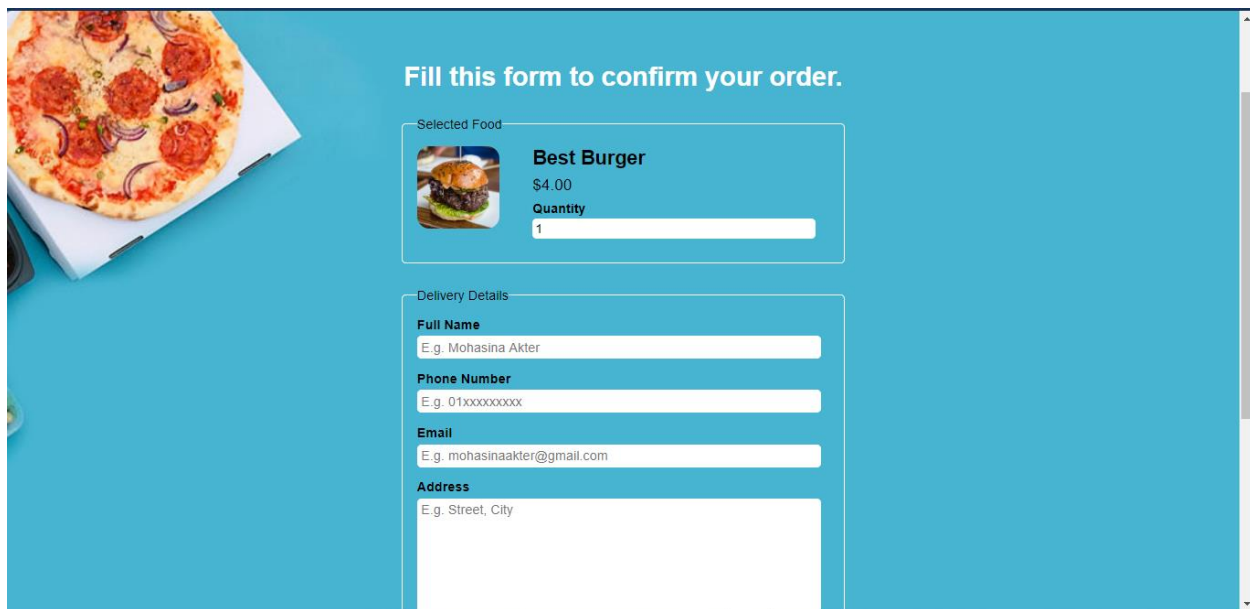 Fill this form to confirm your order.
Selected Food
Best Burger
$4.00
Quantity
1
Delivery Details
Full Name
E.g. Mohasina Akter
Phone Number
E.g. 01xxxxxxxxx
Email
E.g. mohasinaakter@gmail.com
Address
E.g. Street, City